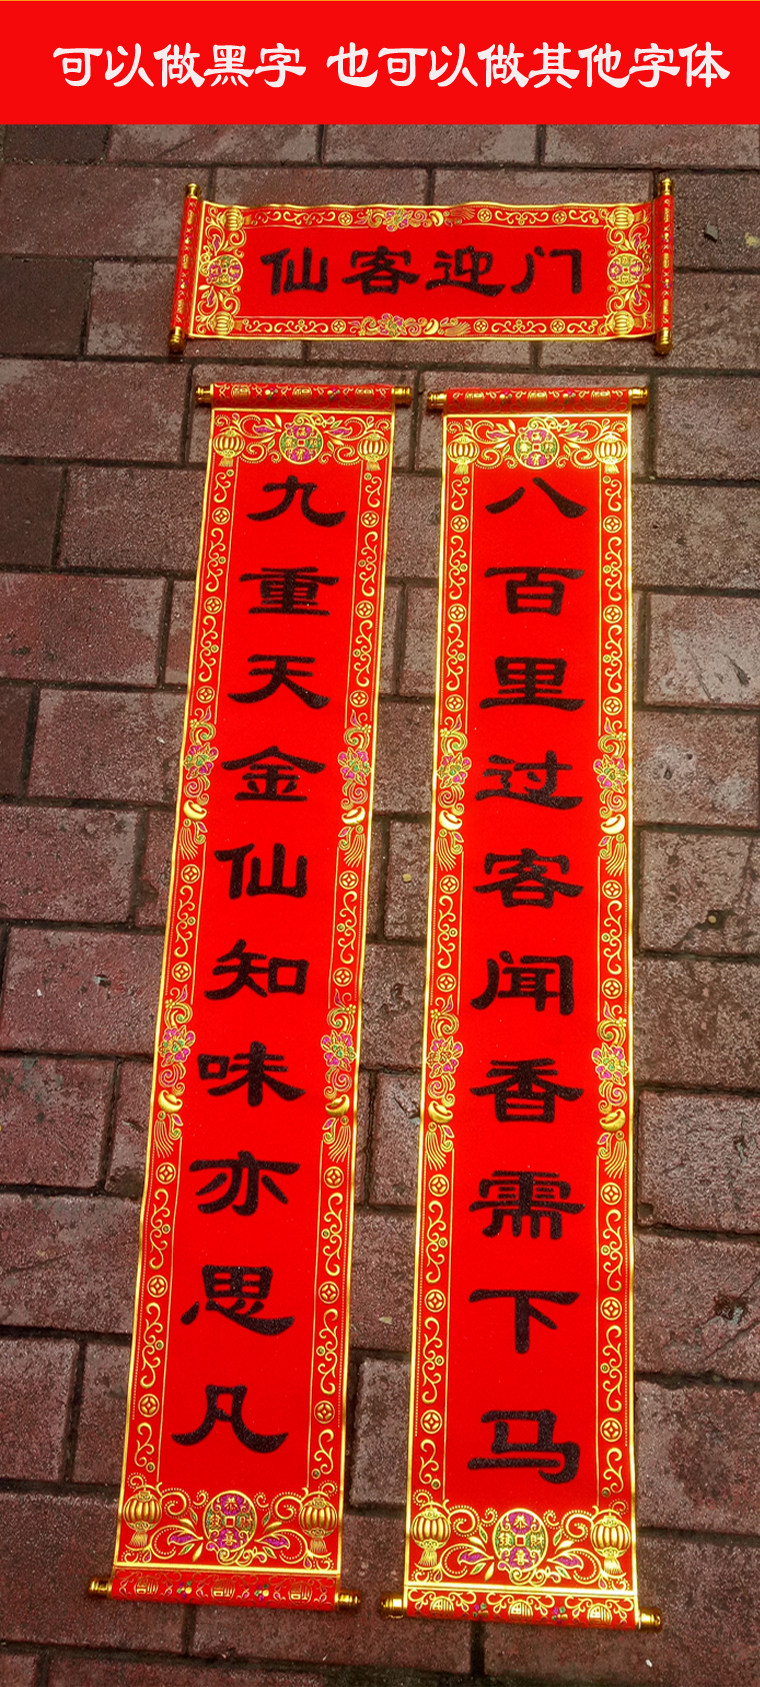 可以做黑字 也可以做其他字体
仙客迎门
八百里过客闻香需下马
九重天金仙知味亦思凡